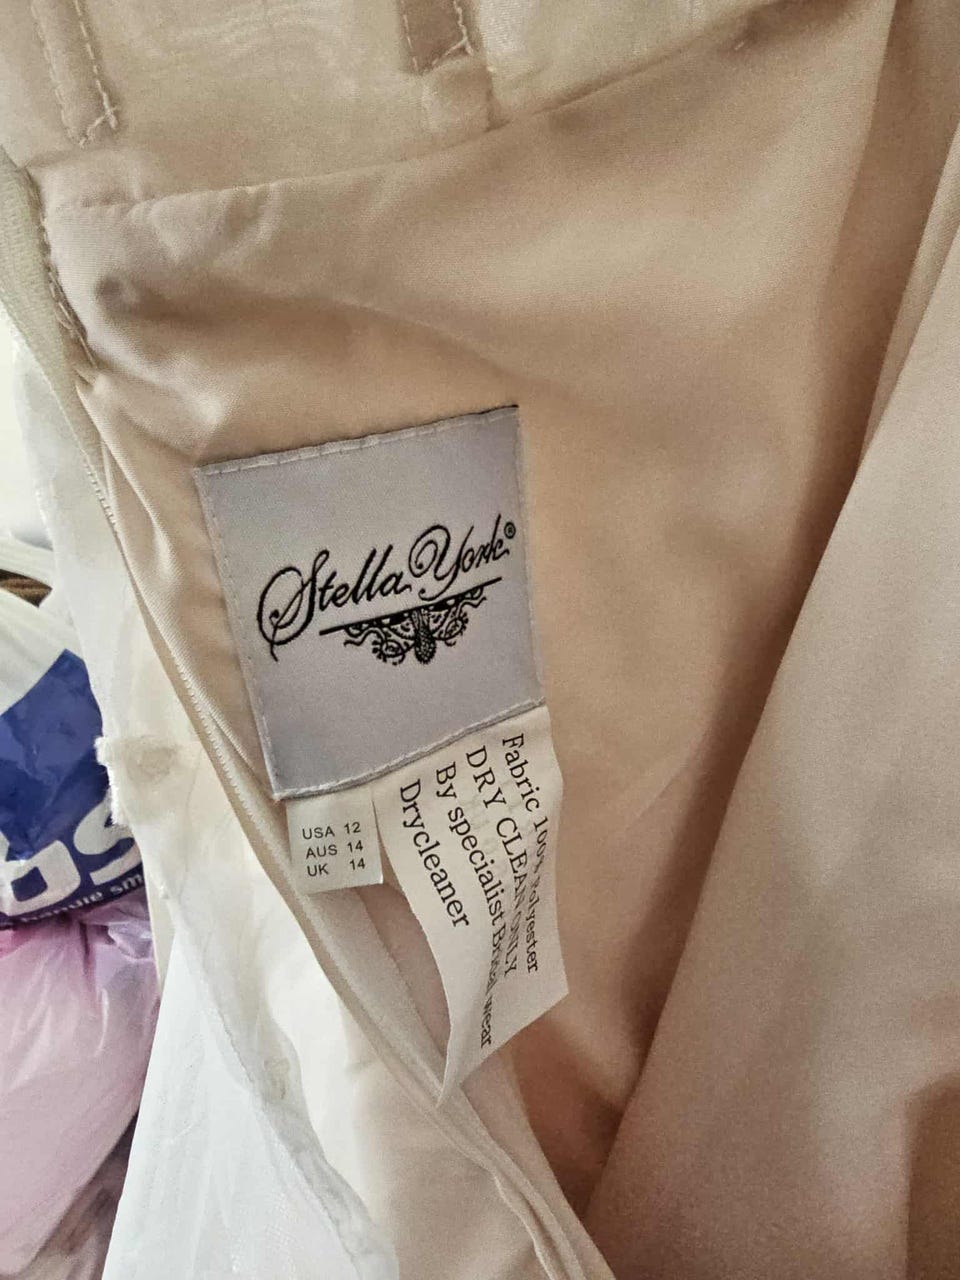 Stella York®
USA 12
AUS 14
UK 14
Fabric 100% Polyester
DRY CLEAN ONLY
By specialist Bridal wear
Drycleaner